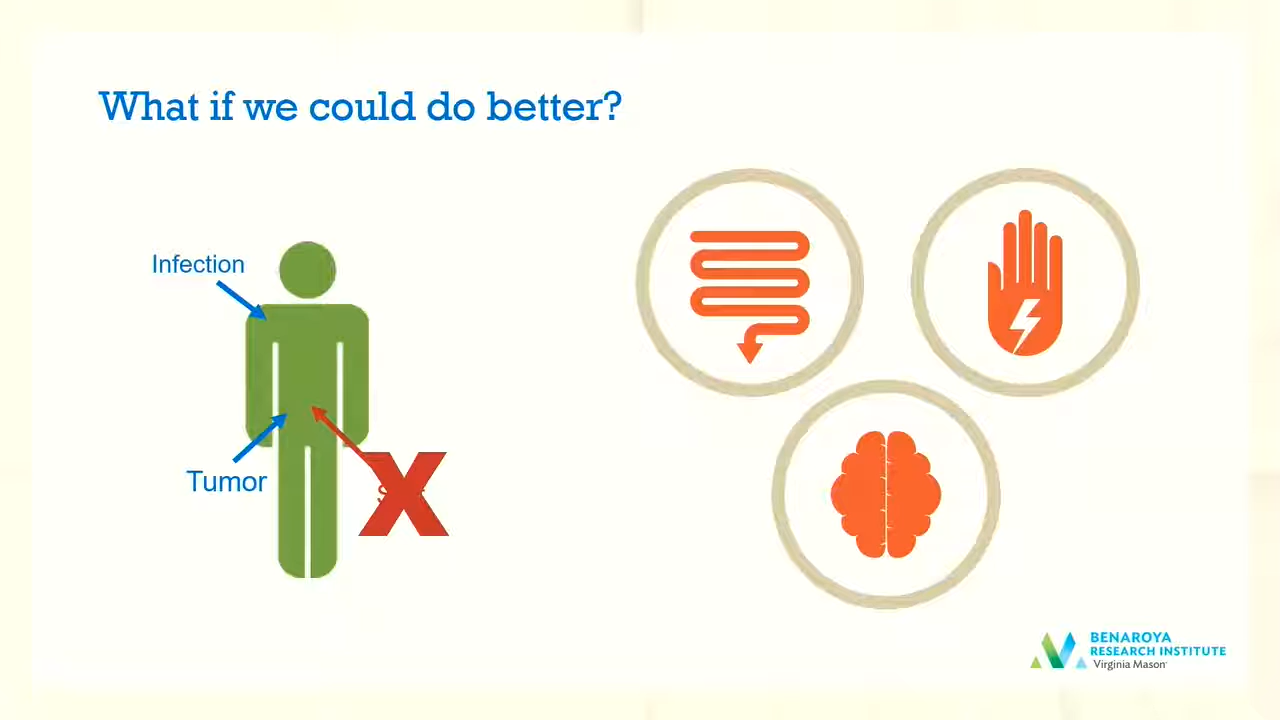 What if we could do better?
Infection
Tumor
X
BENAROYA
RESEARCH INSTITUTE
Virginia Mason